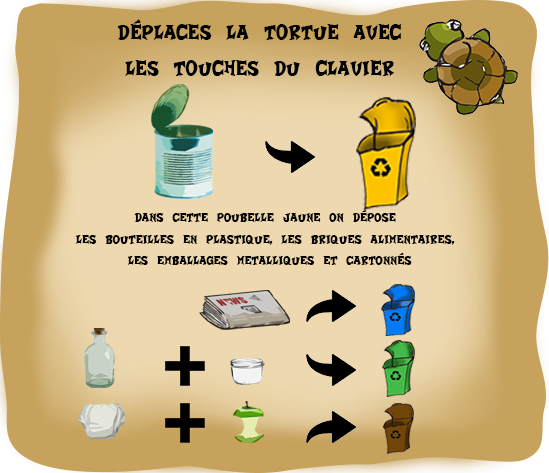 DÉPLACES LA TORTUE AVEC
LES TOUCHES DU CLAVIER
DANS CETTE POUBELLE JAUNE ON DÉPOSE
LES BOUTEILLES EN PLASTIQUE, LES BRIQUES ALIMENTAIRES,
LES EMBALLAGES METALLIQUES ET CARTONNÉS
NEWS